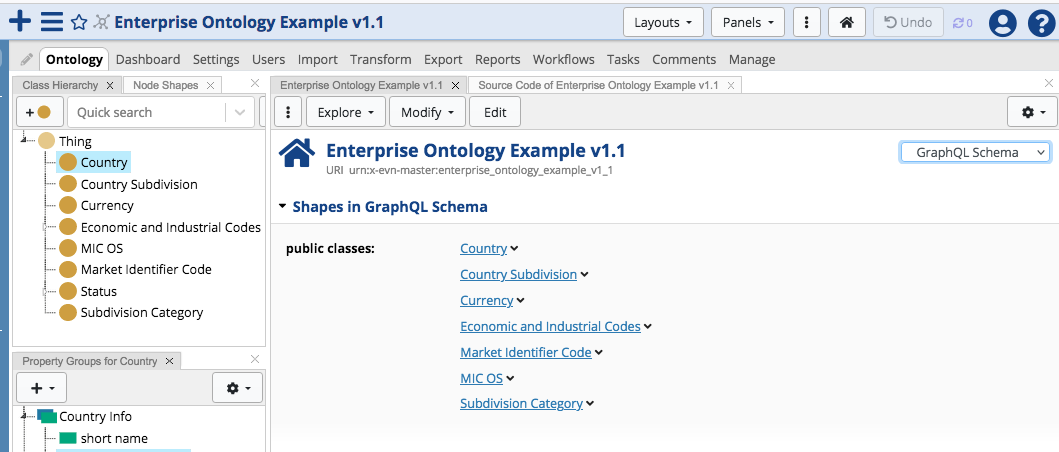 Enterprise Ontology Example v1.1
Layouts
Panels
Undo
0
Ontology Dashboard Settings Users Import Transform Export Reports Workflows Tasks Comments Manage
Class Hierarchy
Node Shapes
Quick search
Thing
Country
Country Subdivision
Currency
Economic and Industrial Codes
MIC OS
Market Identifier Code
Status
Subdivision Category
Property Groups for Country
Country Info
short name
Enterprise Ontology Example v1.1
Source Code of Enterprise Ontology Example v1.1
Explore
Modify
Edit
Enterprise Ontology Example v1.1
URI urn:x-evn-master:enterprise_ontology_example_v1_1
GraphQL Schema
Shapes in GraphQL Schema
public classes:
Country
Country Subdivision
Currency
Economic and Industrial Codes
Market Identifier Code
MIC OS
Subdivision Category